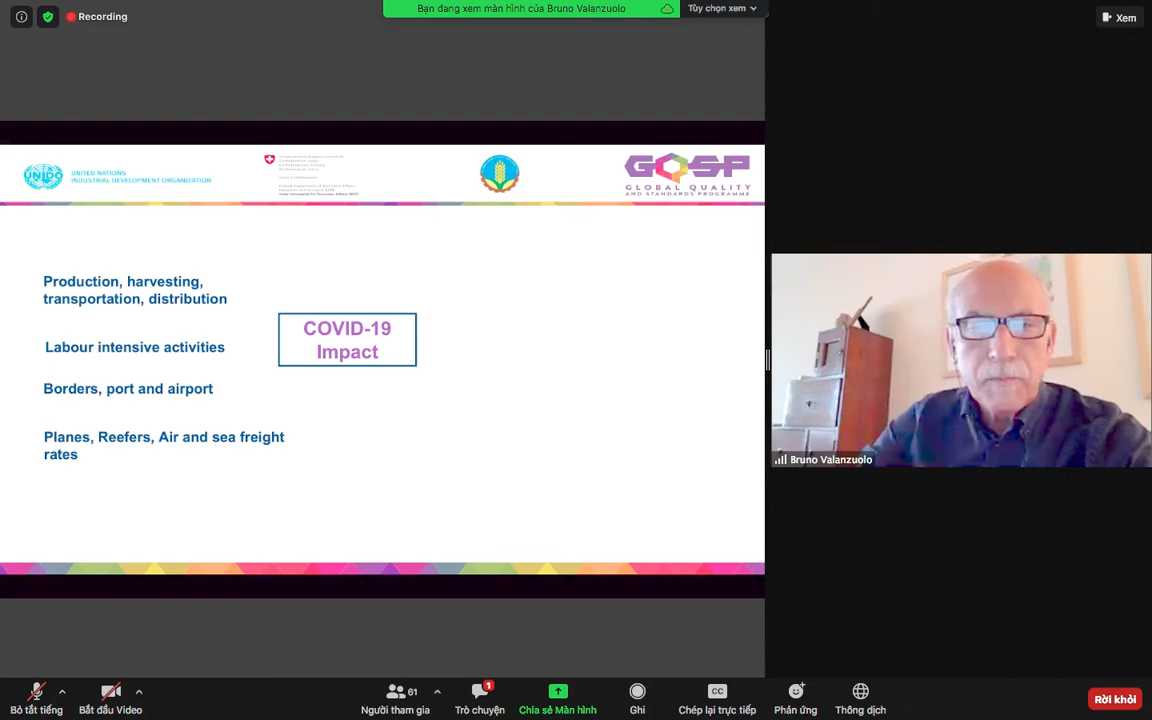 Recording
Bạn đang xem màn hình của Bruno Valanzuolo
Tùy chọn xem
Xem
UNIDO
UNITED NATIONS
INDUSTRIAL DEVELOPMENT ORGANIZATION
GQSP
GLOBAL QUALITY
AND STANDARDS PROGRAMME
Production, harvesting,
transportation, distribution
COVID-19
Impact
Labour intensive activities
Borders, port and airport
Planes, Reefers, Air and sea freight
rates
Bruno Valanzuolo
Bỏ tắt tiếng
Bắt đầu Video
61
Người tham gia
1
Trò chuyện
Chia sẻ Màn hình
Ghi
CC
Chép lại trực tiếp
Phản ứng
Thông dịch
Rời khỏi